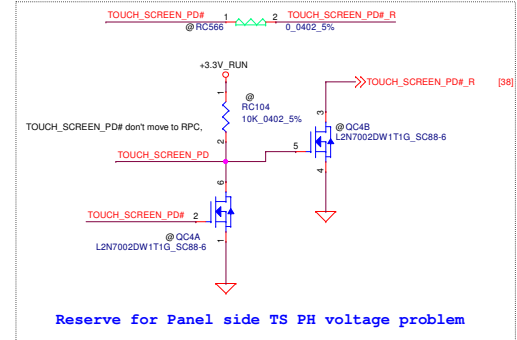 TOUCH_SCREEN_PD# 1 2 TOUCH_SCREEN_PD#_R
@ RC566 0_0402_5%
+3.3V_RUN
TOUCH_SCREEN_PD#_R [38]
1 @
RC104
10K_0402_5%
2
3
@ QC4B
L2N7002DW1T1G_SC88-6
TOUCH_SCREEN_PD# don't move to RPC,
TOUCH_SCREEN_PD
5
4
6
TOUCH_SCREEN_PD# 2
@ QC4A
L2N7002DW1T1G_SC88-6
1
Reserve for Panel side TS PH voltage problem